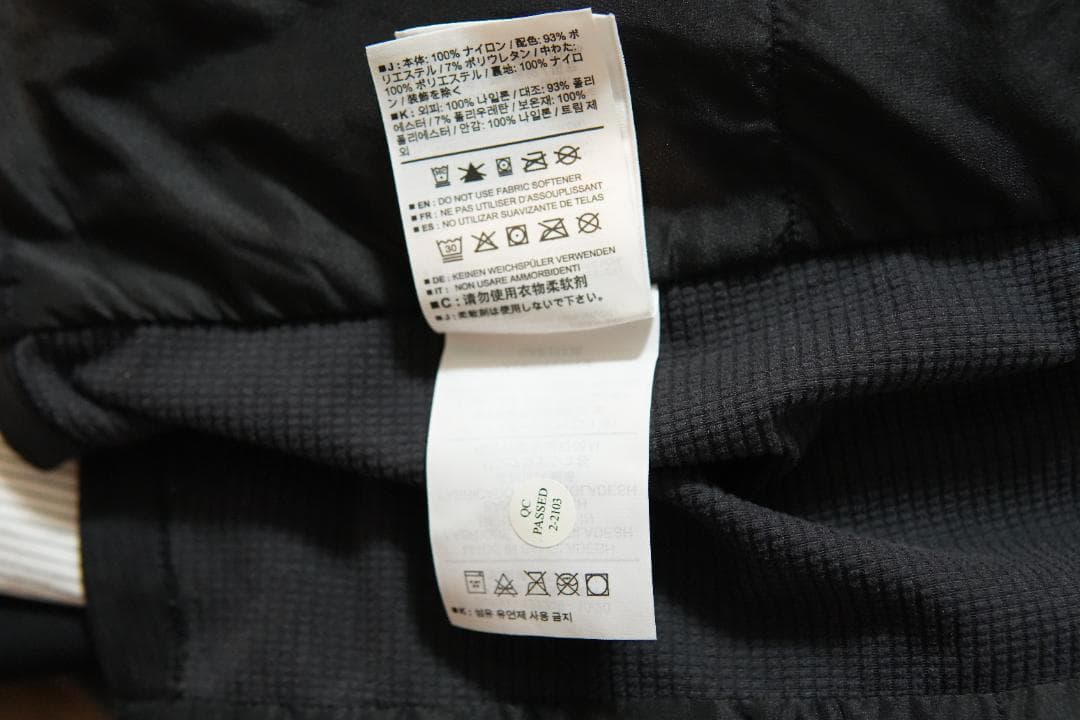 ■J : 本体: 100% ナイロン / 配色: 93% ポ
リエステル / 7% ポリウレタン / 中わた:
100% ポリエステル / 裏地: 100% ナイロ
ン / 装飾を除く
■K : 외피: 100% 나일론 / 대조: 93% 폴리
에스터 / 7% 폴리우레탄 / 보온재: 100%
폴리에스터 / 안감: 100% 나일론 / 트림 제
외
■ EN : DO NOT USE FABRIC SOFTENER
■ FR : NE PAS UTILISER D'ASSOUPLISSANT
■ ES : NO UTILIZAR SUAVIZANTE DE TELAS
30
■ DE : KEINEN WEICHSPÜLER VERWENDEN
■ IT : NON USARE AMMORBIDENTI
■C : 请勿使用衣物柔软剂
■J : 柔軟剤は使用しないで下さい。
QC
PASSED
2-2103
■K : 섬유 유연제 사용 금지